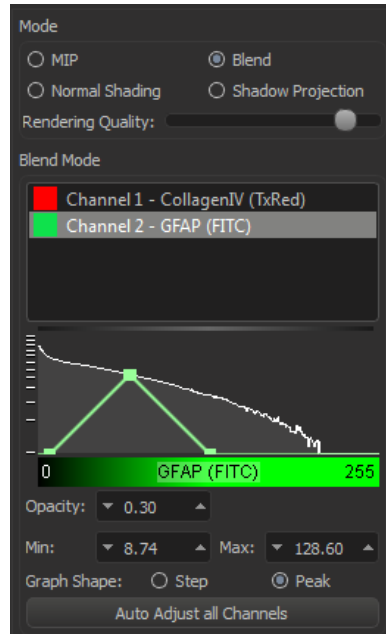 Mode
MIP Blend
Normal Shading Shadow Projection
Rendering Quality:
Blend Mode
Channel 1 - CollagenIV (TxRed)
Channel 2 - GFAP (FITC)
0 GFAP (FITC) 255
Opacity: 0.30
Min: 8.74 Max: 128.60
Graph Shape: Step Peak
Auto Adjust all Channels